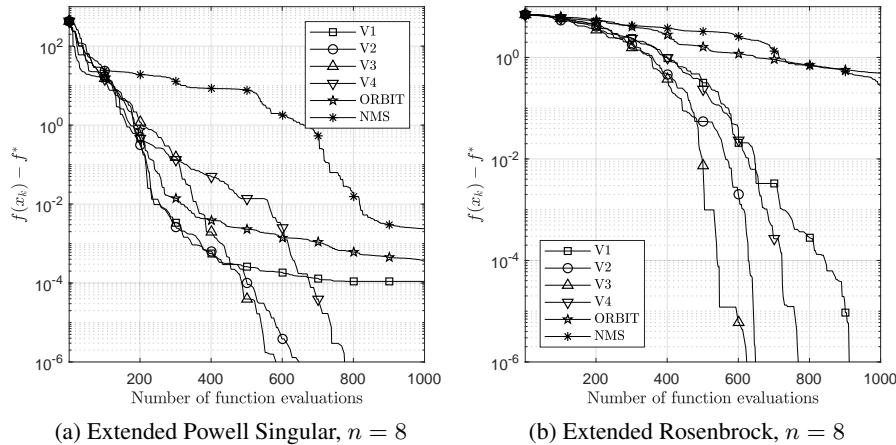 10^2
10^0
10^-2
10^-4
10^-6
f(x_k) − f*
V1
V2
V3
V4
ORBIT
NMS
200 400 600 800 1000
Number of function evaluations
(a) Extended Powell Singular, n = 8
10^0
10^-2
10^-4
10^-6
f(x_k) − f*
V1
V2
V3
V4
ORBIT
NMS
200 400 600 800 1000
Number of function evaluations
(b) Extended Rosenbrock, n = 8